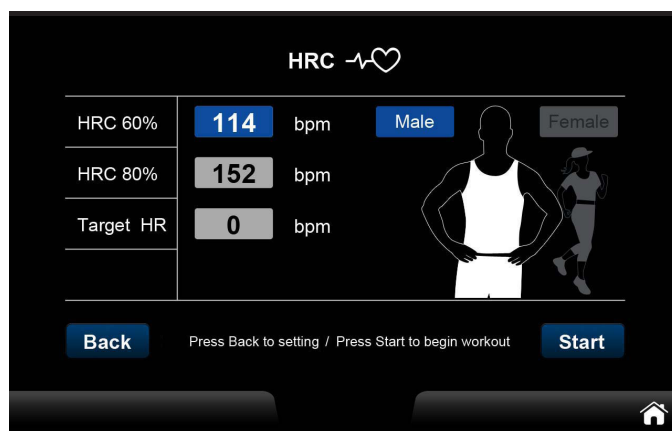 HRC
HRC 60% 114 bpm Male Female
HRC 80% 152 bpm
Target HR 0 bpm
Back Press Back to setting / Press Start to begin workout Start